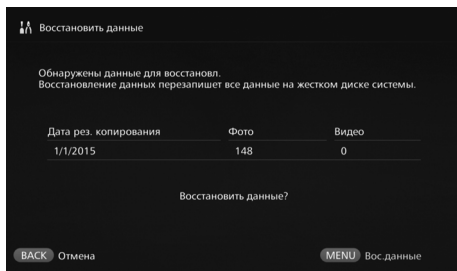 Восстановить данные
Обнаружены данные для восстановл.
Восстановление данных перезапишет все данные на жестком диске системы.
Дата рез. копирования Фото Видео
1/1/2015 148 0
Восстановить данные?
BACK Отмена MENU Вос.данные